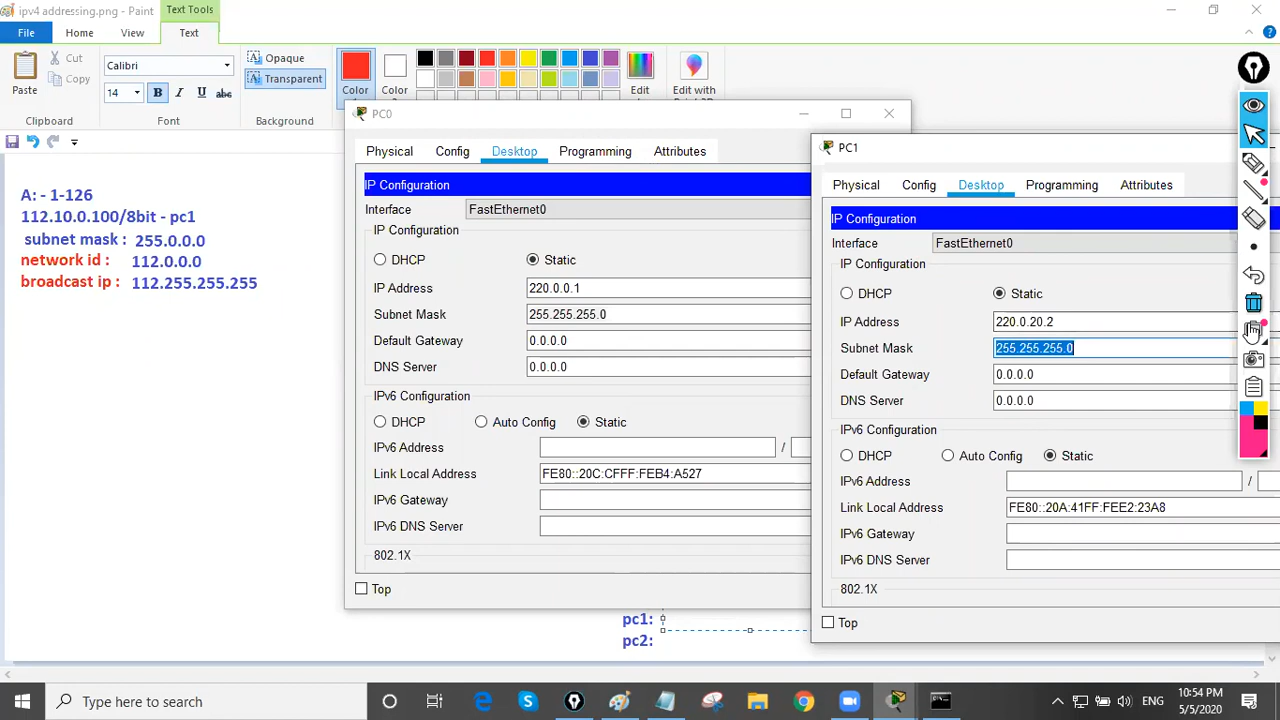 ipv4 addressing.png - Paint
Text Tools
File
Home
View
Text
Paste
Cut
Copy
Clipboard
Calibri
14
B
I
U
abc
Font
Opaque
Transparent
Background
Color
Color
Edit
Edit with
A: - 1-126
112.10.0.100/8bit - pc1
subnet mask : 255.0.0.0
network id : 112.0.0.0
broadcast ip : 112.255.255.255
PC0
Physical Config Desktop Programming Attributes
IP Configuration
Interface FastEthernet0
IP Configuration
DHCP Static
IP Address 220.0.0.1
Subnet Mask 255.255.255.0
Default Gateway 0.0.0.0
DNS Server 0.0.0.0
IPv6 Configuration
DHCP Auto Config Static
IPv6 Address /
Link Local Address FE80::20C:CFFF:FEB4:A527
IPv6 Gateway
IPv6 DNS Server
802.1X
Top
PC1
Physical Config Desktop Programming Attributes
IP Configuration
Interface FastEthernet0
IP Configuration
DHCP Static
IP Address 220.0.20.2
Subnet Mask 255.255.255.0
Default Gateway 0.0.0.0
DNS Server 0.0.0.0
IPv6 Configuration
DHCP Auto Config Static
IPv6 Address /
Link Local Address FE80::20A:41FF:FEE2:23A8
IPv6 Gateway
IPv6 DNS Server
802.1X
Top
pc1:
pc2:
Type here to search
ENG
10:54 PM
5/5/2020